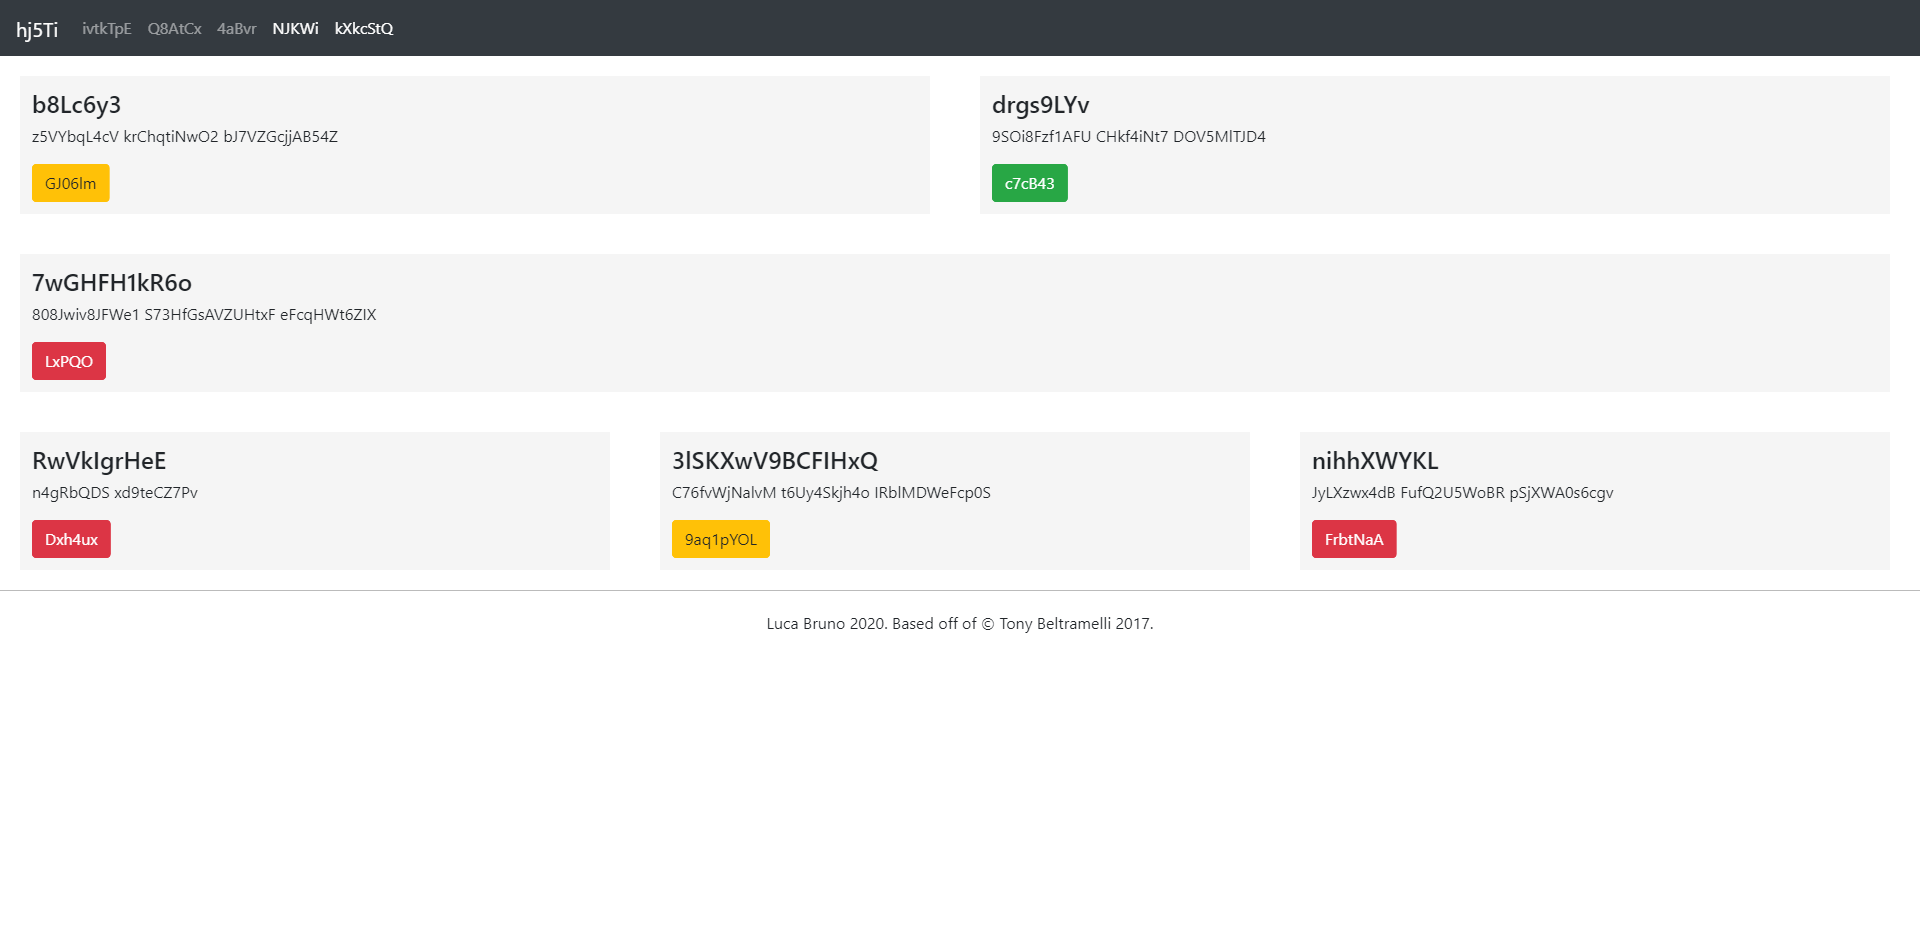 hj5Ti ivtkTpE Q8AtCx 4aBvr NJKWi kXkcStQ
b8Lc6y3
z5VYbqL4cV krChqtiNwO2 bJ7VZGcjjAB54Z
GJ06lm
drgs9LYv
9SOi8Fzf1AFU CHkf4iNt7 DOV5MlTJD4
c7cB43
7wGHFH1kR6o
808Jwiv8JFWe1 S73HfGsAVZUHtxF eFcqHWt6ZIX
LxPQO
RwVkIgrHeE
n4gRbQDS xd9teCZ7Pv
Dxh4ux
3lSKXwV9BCFIHxQ
C76fvWjNalvM t6Uy4Skjh4o IRblMDWeFcp0S
9aq1pYOL
nihhXWYKL
JyLXzwx4dB FufQ2U5WoBR pSjXWA0s6cgv
FrbtNaA
Luca Bruno 2020. Based off of © Tony Beltramelli 2017.